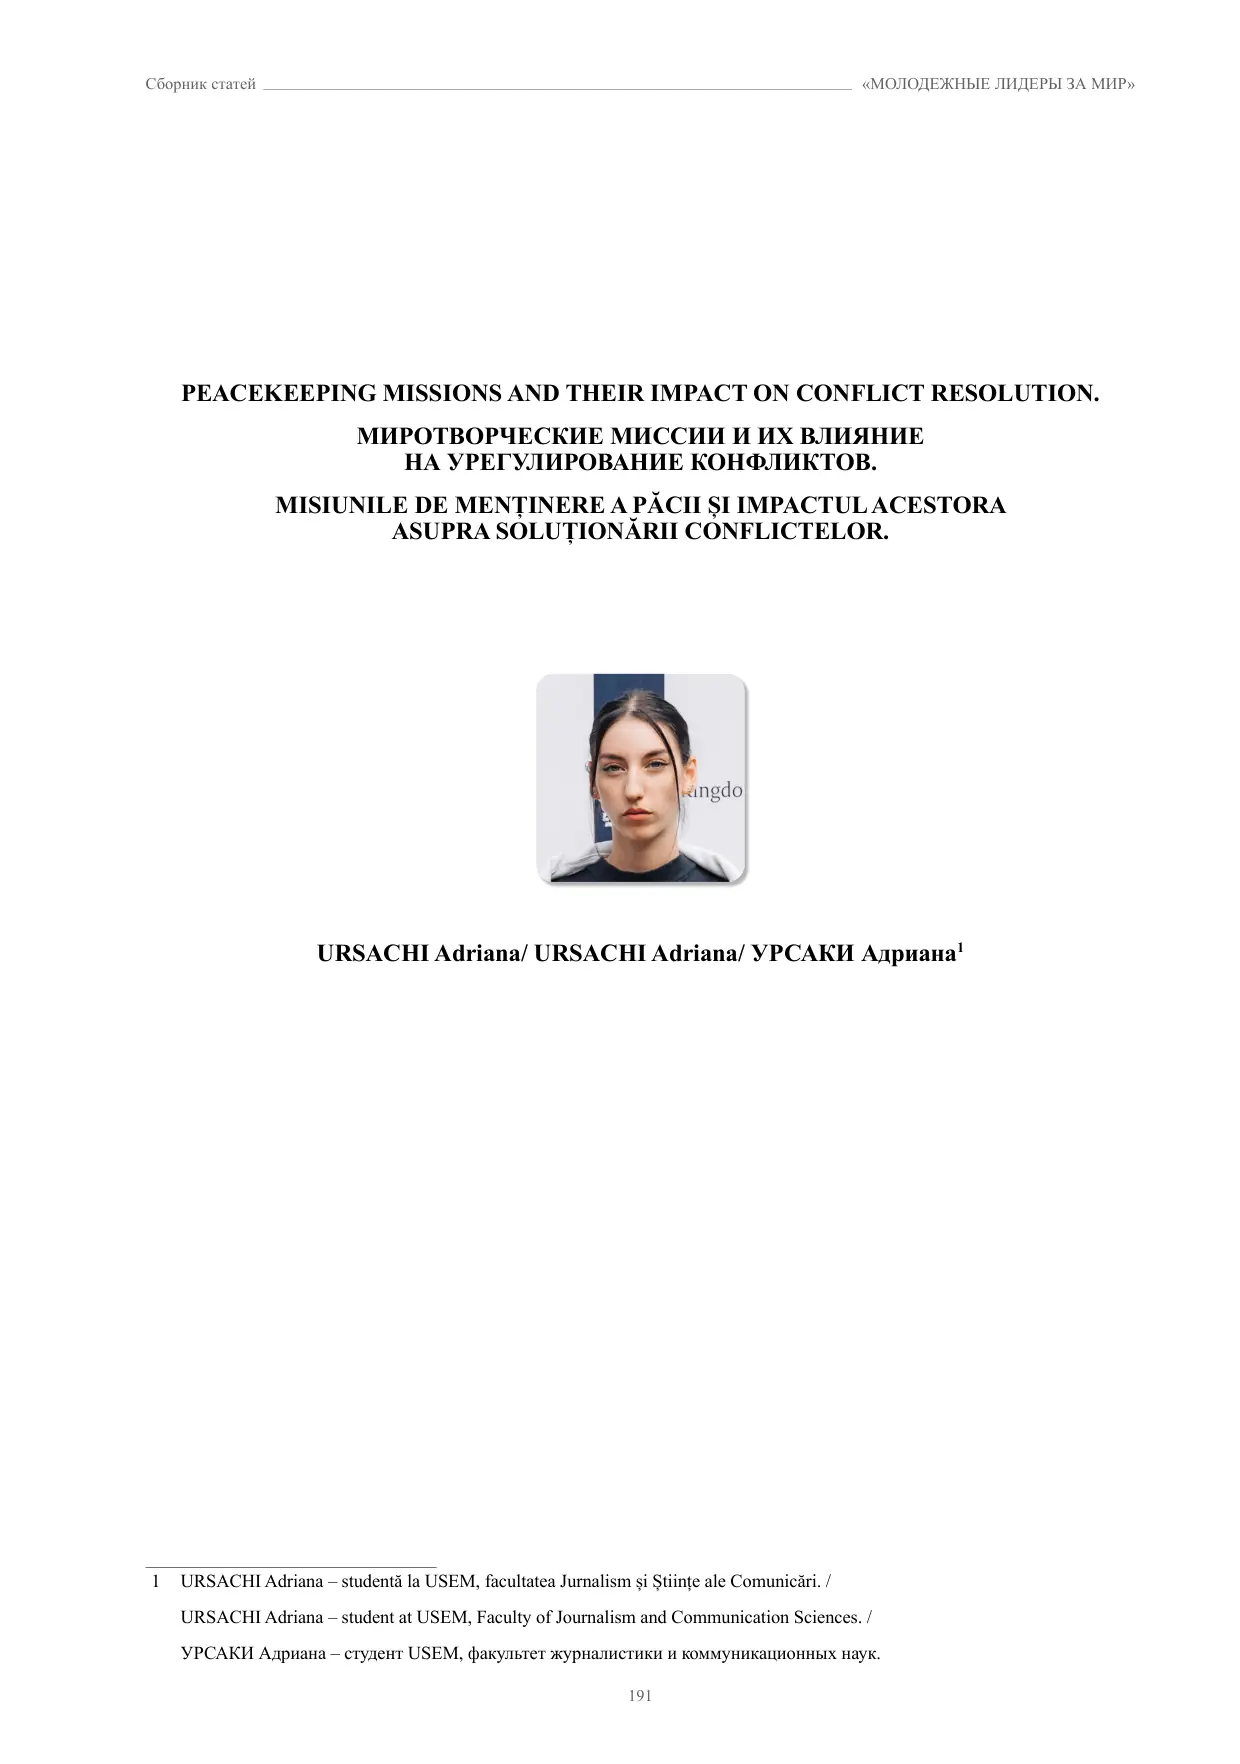 Сборник статей «МОЛОДЕЖНЫЕ ЛИДЕРЫ ЗА МИР»
PEACEKEEPING MISSIONS AND THEIR IMPACT ON CONFLICT RESOLUTION.
МИРОТВОРЧЕСКИЕ МИССИИ И ИХ ВЛИЯНИЕ
НА УРЕГУЛИРОВАНИЕ КОНФЛИКТОВ.
MISIUNILE DE MENȚINERE A PĂCII ȘI IMPACTUL ACESTORA
ASUPRA SOLUȚIONĂRII CONFLICTELOR.
ingdo
URSACHI Adriana/ URSACHI Adriana/ УРСАКИ Адриана1
1 URSACHI Adriana – studentă la USEM, facultatea Jurnalism și Științe ale Comunicări. /
URSACHI Adriana – student at USEM, Faculty of Journalism and Communication Sciences. /
УРСАКИ Адриана – студент USEM, факультет журналистики и коммуникационных наук.
191